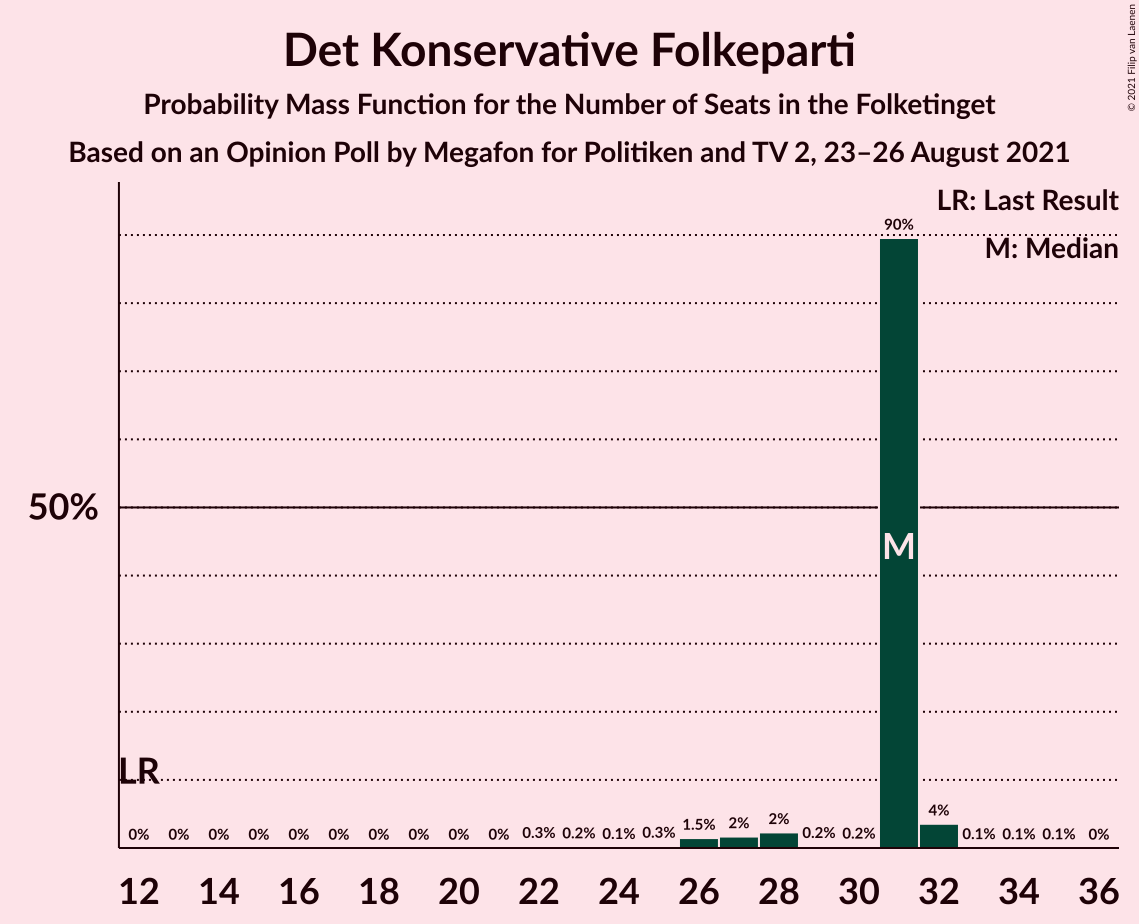 Det Konservative Folkeparti
Probability Mass Function for the Number of Seats in the Folketinget
Based on an Opinion Poll by Megafon for Politiken and TV 2, 23–26 August 2021
© 2021 Filip van Laenen
LR: Last Result
M: Median
90%
50%
M
LR
0% 0% 0% 0% 0% 0% 0% 0% 0% 0% 0.3% 0.2% 0.1% 0.3% 1.5% 2% 2% 0.2% 0.2% 4% 0.1% 0.1% 0.1% 0%
12 14 16 18 20 22 24 26 28 30 32 34 36